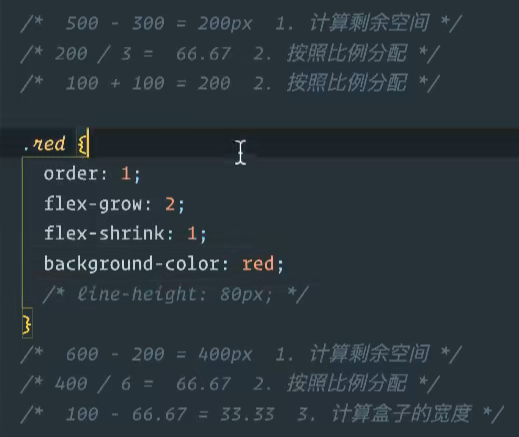 /*  500 - 300 = 200px  1. 计算剩余空间 */
/* 200 / 3 =  66.67  2. 按照比例分配 */
/*  100 + 100 = 200  2. 按照比例分配 */
.red {
order: 1;
flex-grow: 2;
flex-shrink: 1;
background-color: red;
/* line-height: 80px; */
}
/*  600 - 200 = 400px  1. 计算剩余空间 */
/* 400 / 6 =  66.67  2. 按照比例分配 */
/*  100 - 66.67 = 33.33  3. 计算盒子的宽度 */